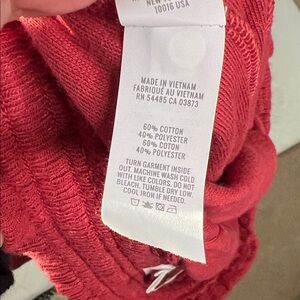 NEW YORK
10016 USA
MADE IN VIETNAM
FABRIQUÉ AU VIETNAM
RN 54485 CA 03873
60% COTTON
40% POLYESTER
60% COTON
40% POLYESTER
TURN GARMENT INSIDE
OUT. MACHINE WASH COLD
WITH LIKE COLORS. DO NOT
BLEACH. TUMBLE DRY LOW.
COOL IRON IF NEEDED.